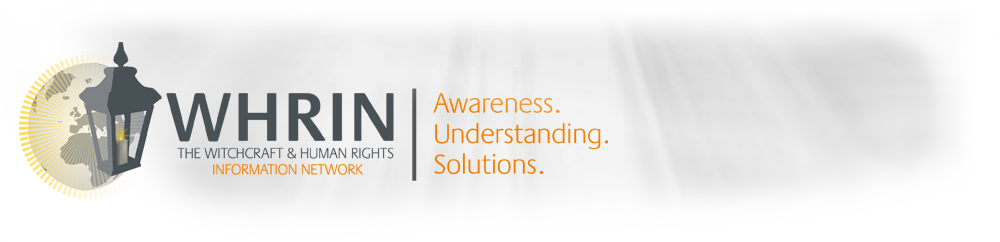 WHRIN
THE WITCHCRAFT & HUMAN RIGHTS
INFORMATION NETWORK
Awareness.
Understanding.
Solutions.